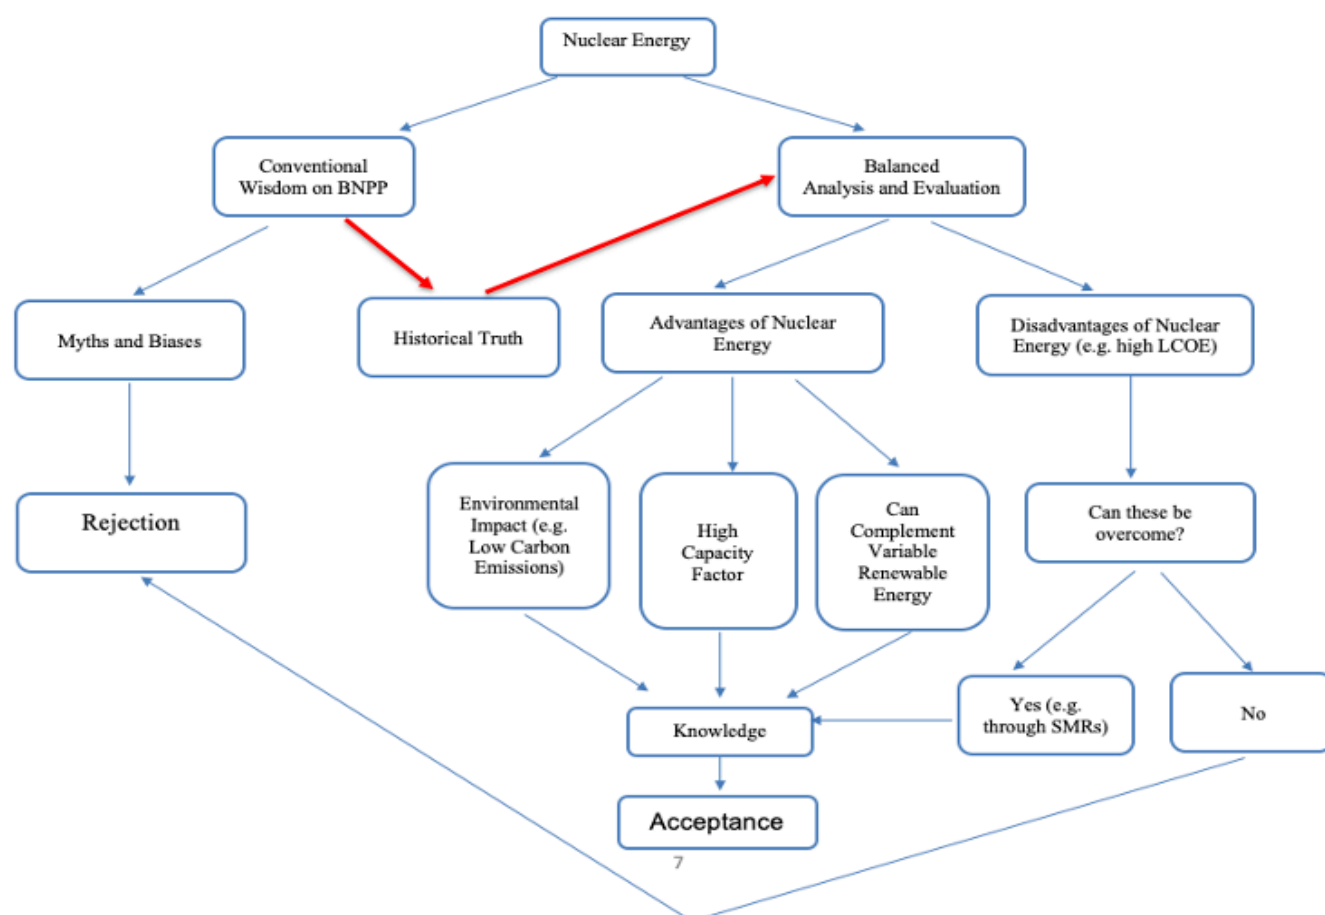 Nuclear Energy
Conventional
Wisdom on BNPP
Balanced
Analysis and Evaluation
Myths and Biases
Historical Truth
Advantages of Nuclear
Energy
Disadvantages of Nuclear
Energy (e.g. high LCOE)
Rejection
Environmental
Impact (e.g.
Low Carbon
Emissions)
High
Capacity
Factor
Can
Complement
Variable
Renewable
Energy
Can these be
overcome?
Knowledge
Yes (e.g.
through SMRs)
No
Acceptance
7